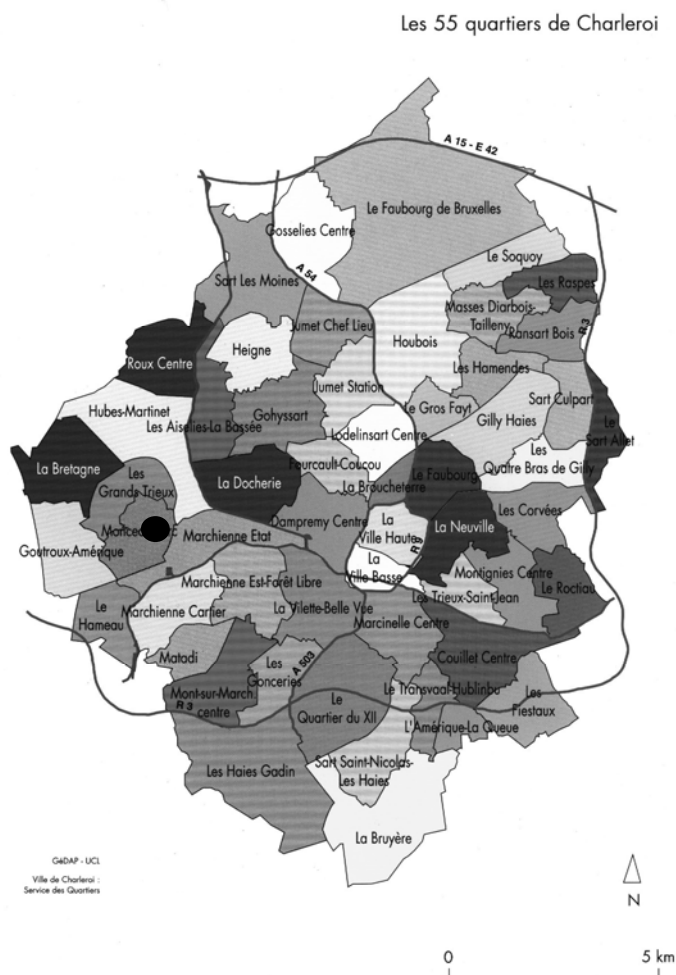 Les 55 quartiers de Charleroi
A 15 - E 42
Le Faubourg de Bruxelles
Gosselies Centre
Le Soquoy
A 54
Sart Les Moines
Les Raspes
Masses Diarbois-
Tailleny
Jumet Chef Lieu
Ransart Bois
R 3
Houbois
Heigne
Roux Centre
Les Hamendes
Jumet Station
Sart Culpart
Hubes-Martinet
Le Gros Fayt
Gohyssart
Gilly Haies
Le
Sart Allet
Les Aiselies-La Bassée
Lodelinsart Centre
Les
Quatre Bras de Gilly
La Bretagne
Les
Grands Trieux
Fourcault-Coucou
Le Faubourg
La Docherie
La Broucheterre
Les Corvées
Dampremy Centre
La
Ville Haute
La Neuville
Marchienne Etat
R 9
Goutroux-Amérique
La
Ville Basse
Montignies Centre
Marchienne Est-Forêt Libre
Le Roctiau
Les Trieux-Saint-Jean
Le
Hameau
Marchienne Cartier
La Vilette-Belle Vue
Marcinelle Centre
Matadi
Les
Gonceries
A 503
Couillet Centre
Mont-sur-March.
centre
R 3
Le Transvaal-Hublinbu
Les
Fiestaux
Le
Quartier du XII
L'Amérique-La Queue
Sart Saint-Nicolas-
Les Haies
Les Haies Gadin
La Bruyère
GéDAP - UCL
Ville de Charleroi :
Service des Quartiers
N
0
5 km